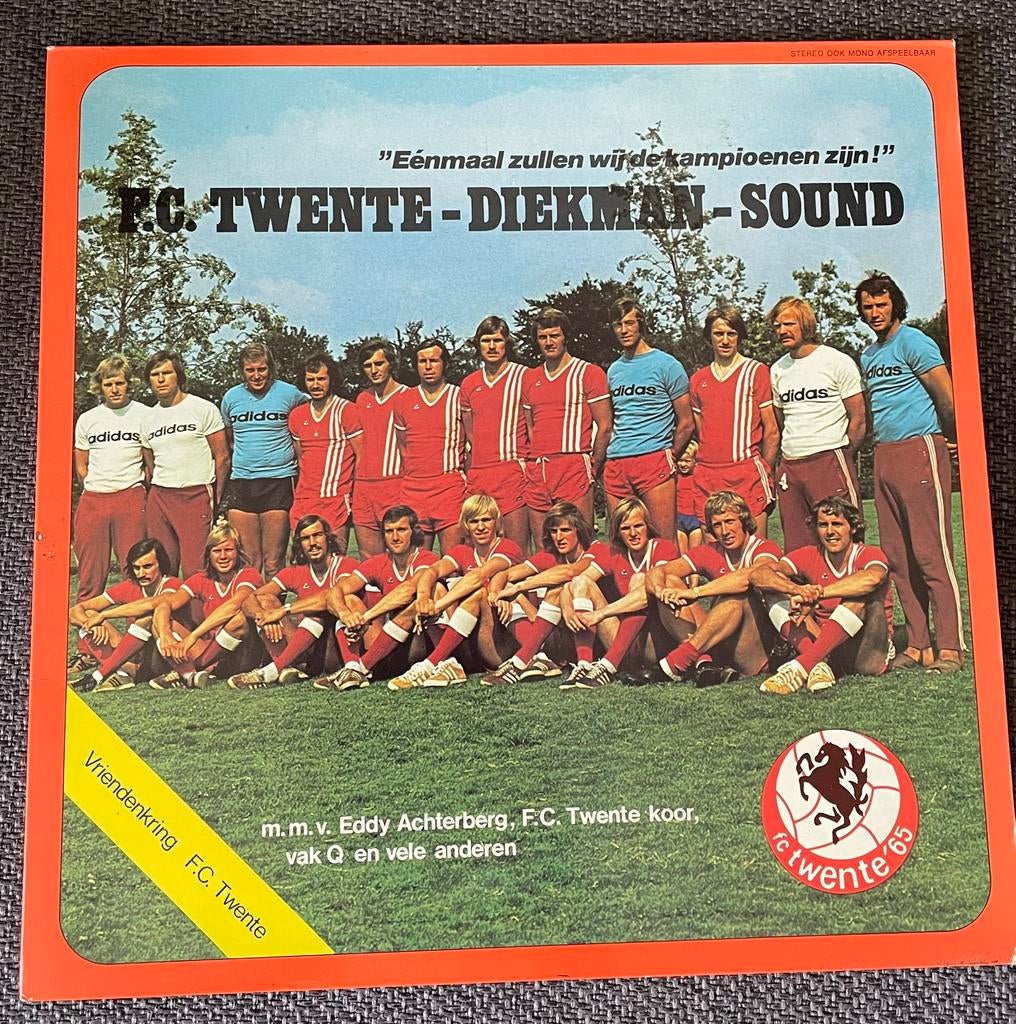 STEREO OOK MONO AFSPEELBAAR
"Eénmaal zullen wij de kampioenen zijn!"
F.C. TWENTE - DIEKMAN - SOUND
adidas
adidas
adidas
adidas
adidas
adidas
4
Vriendenkring F.C. Twente
m.m.v. Eddy Achterberg, F.C. Twente koor,
vak Q en vele anderen
fc twente '65